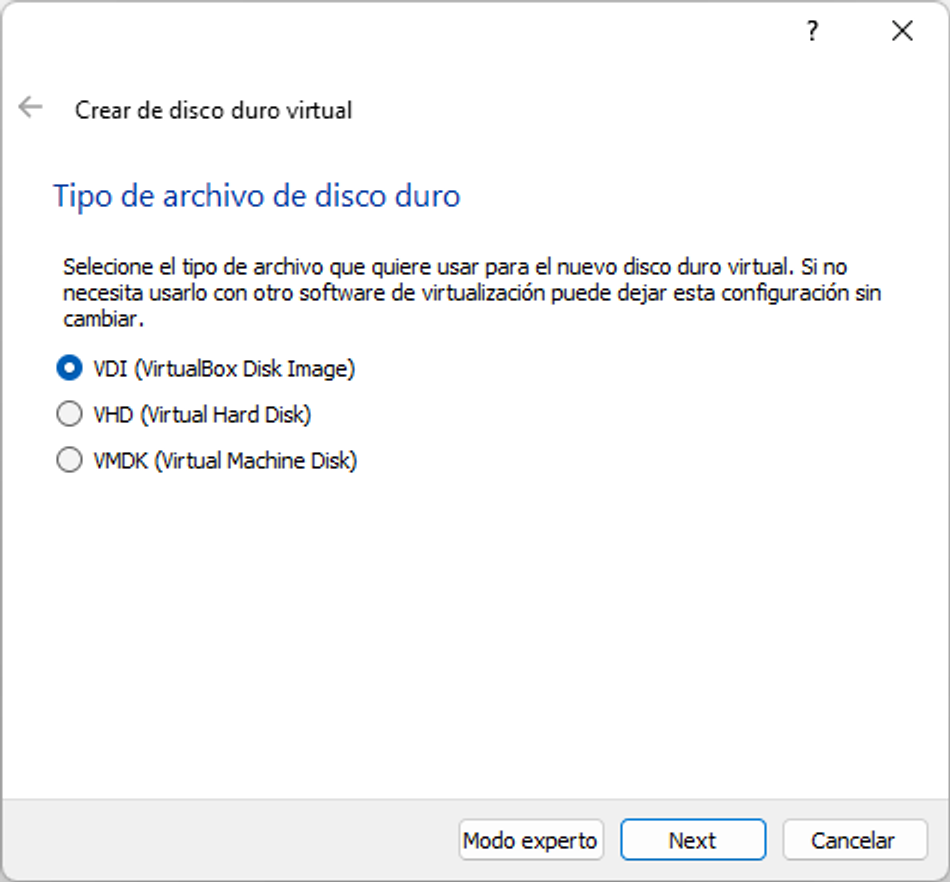 ?
Crear de disco duro virtual
Tipo de archivo de disco duro
Selecione el tipo de archivo que quiere usar para el nuevo disco duro virtual. Si no
necesita usarlo con otro software de virtualización puede dejar esta configuración sin
cambiar.
VDI (VirtualBox Disk Image)
VHD (Virtual Hard Disk)
VMDK (Virtual Machine Disk)
Modo experto Next Cancelar